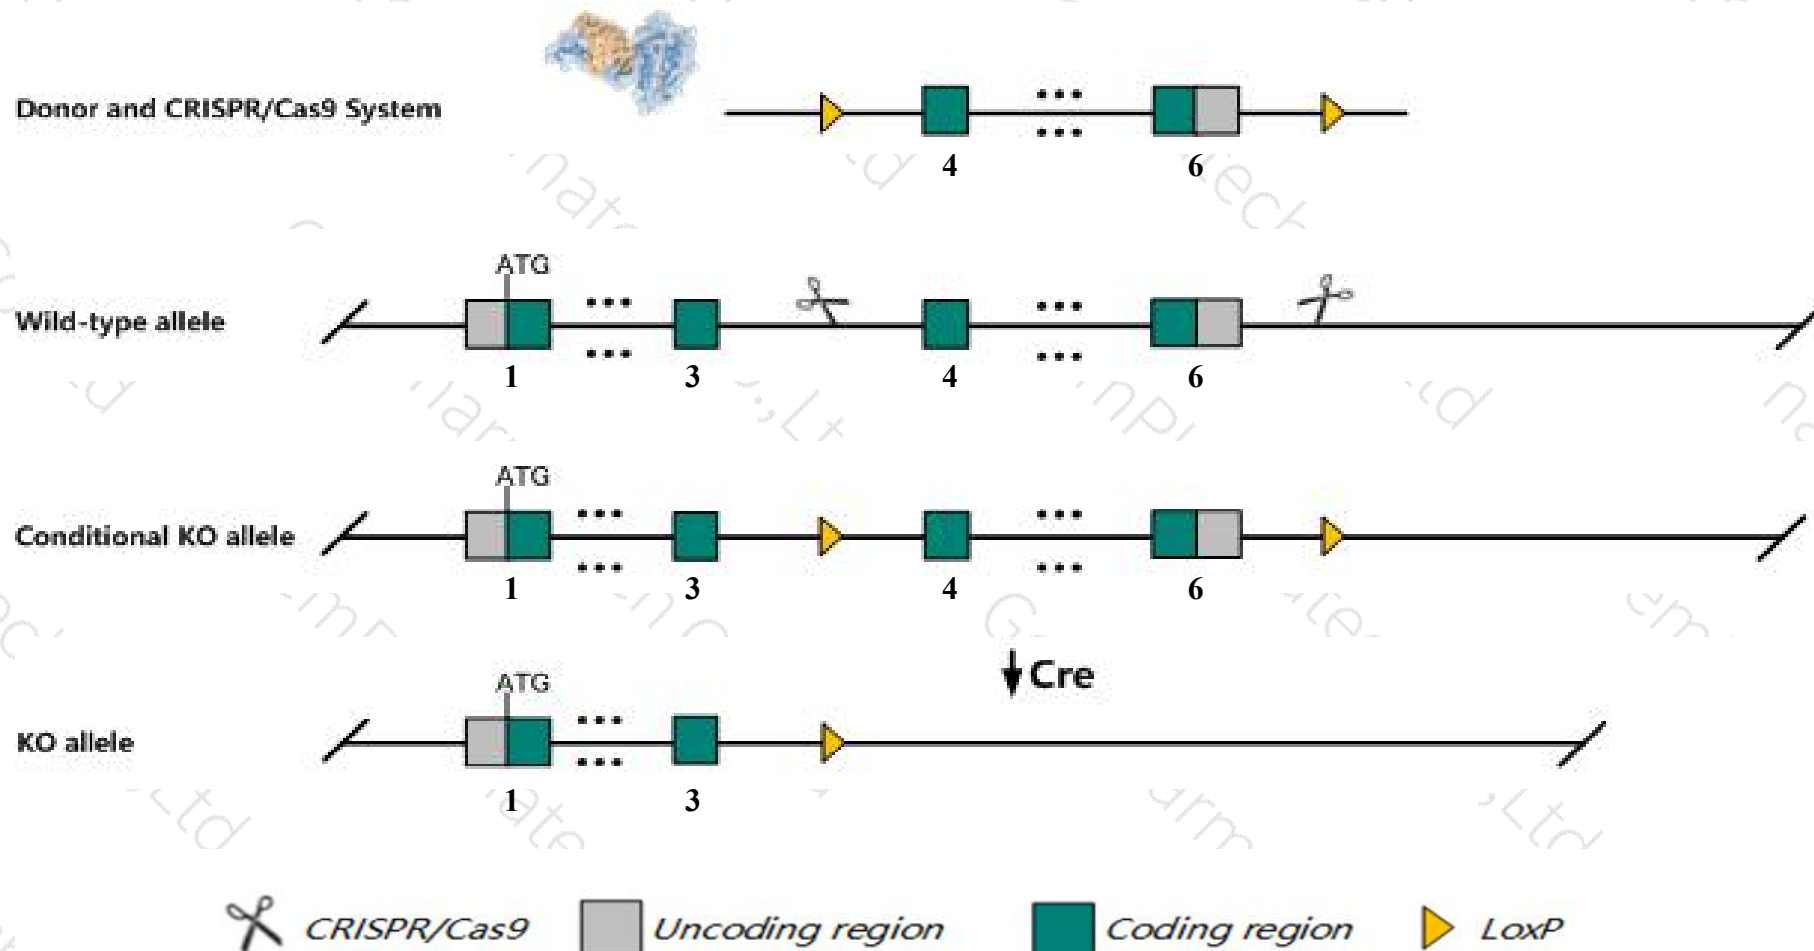 Donor and CRISPR/Cas9 System
4 6
ATG
Wild-type allele
1 3 4 6
ATG
Conditional KO allele
1 3 4 6
Cre
ATG
KO allele
1 3
CRISPR/Cas9 Uncoding region Coding region LoxP